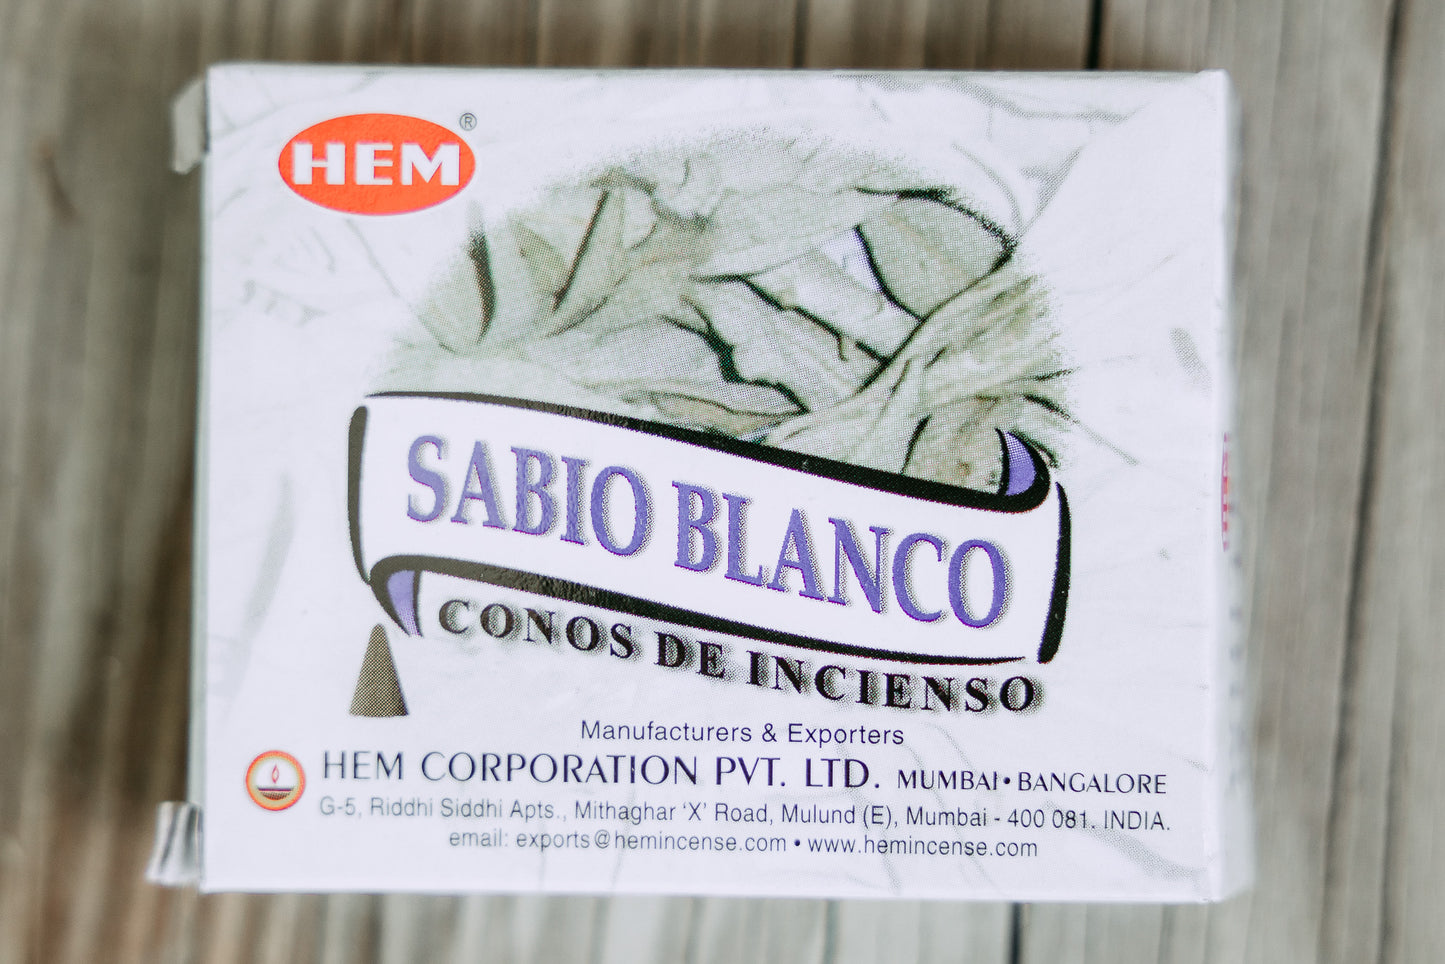 HEM®
SABIO BLANCO
CONOS DE INCIENSO
Manufacturers & Exporters
HEM CORPORATION PVT. LTD. MUMBAI • BANGALORE
G-5, Riddhi Siddhi Apts., Mithaghar ‘X’ Road, Mulund (E), Mumbai - 400 081. INDIA.
email: exports@hemincense.com • www.hemincense.com